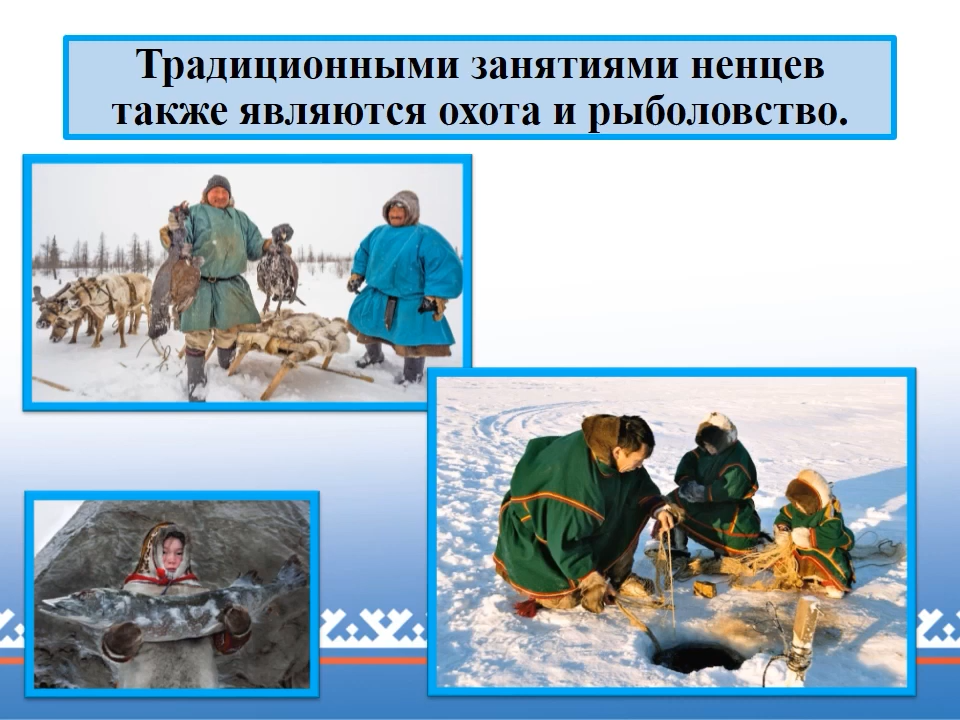 Традиционными занятиями ненцев
также являются охота и рыболовство.